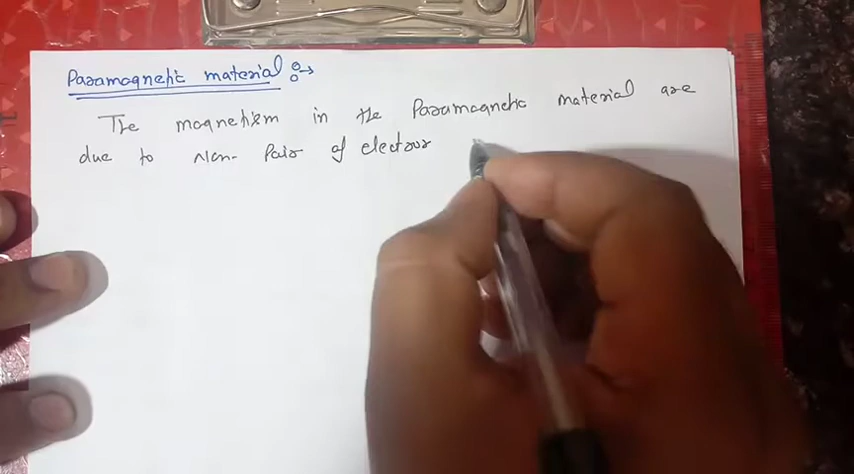 Paramagnetic material :→
The magnetism in the Paramagnetic material are
due to Non- Pair of electrons